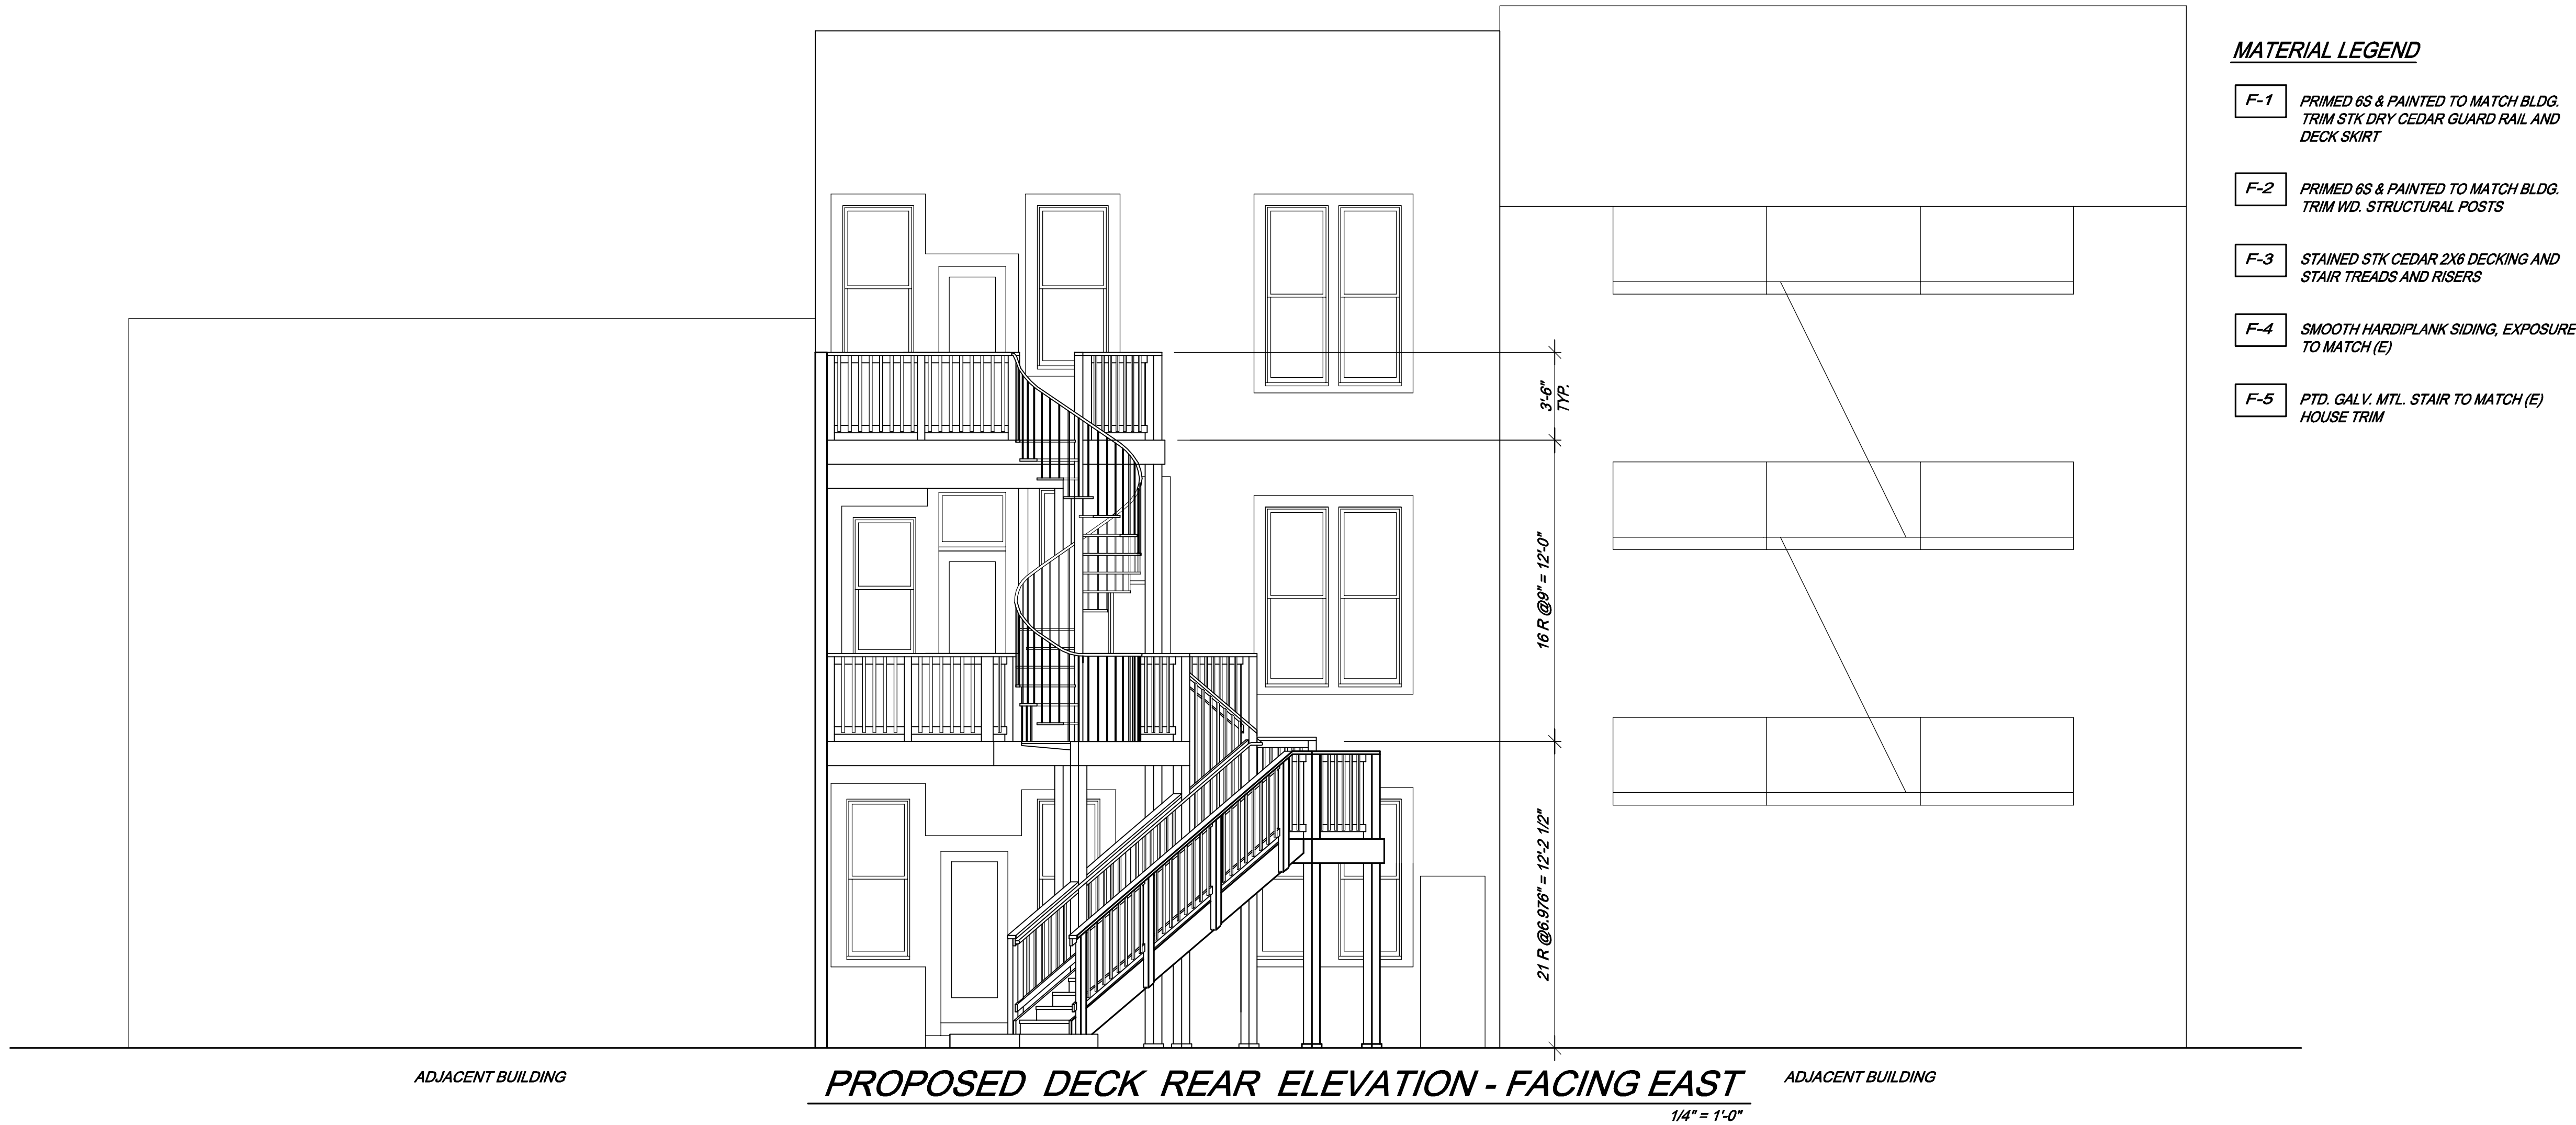 MATERIAL LEGEND
F-1
PRIMED 6S & PAINTED TO MATCH BLDG.
TRIM STK DRY CEDAR GUARD RAIL AND
DECK SKIRT
F-2
PRIMED 6S & PAINTED TO MATCH BLDG.
TRIM WD. STRUCTURAL POSTS
F-3
STAINED STK CEDAR 2X6 DECKING AND
STAIR TREADS AND RISERS
F-4
SMOOTH HARDIPLANK SIDING, EXPOSURE
TO MATCH (E)
F-5
PTD. GALV. MTL. STAIR TO MATCH (E)
HOUSE TRIM
3'-6"
TYP.
16 R @9" = 12'-0"
21 R @6.976" = 12'-2 1/2"
ADJACENT BUILDING
PROPOSED DECK REAR ELEVATION - FACING EAST
1/4" = 1'-0"
ADJACENT BUILDING